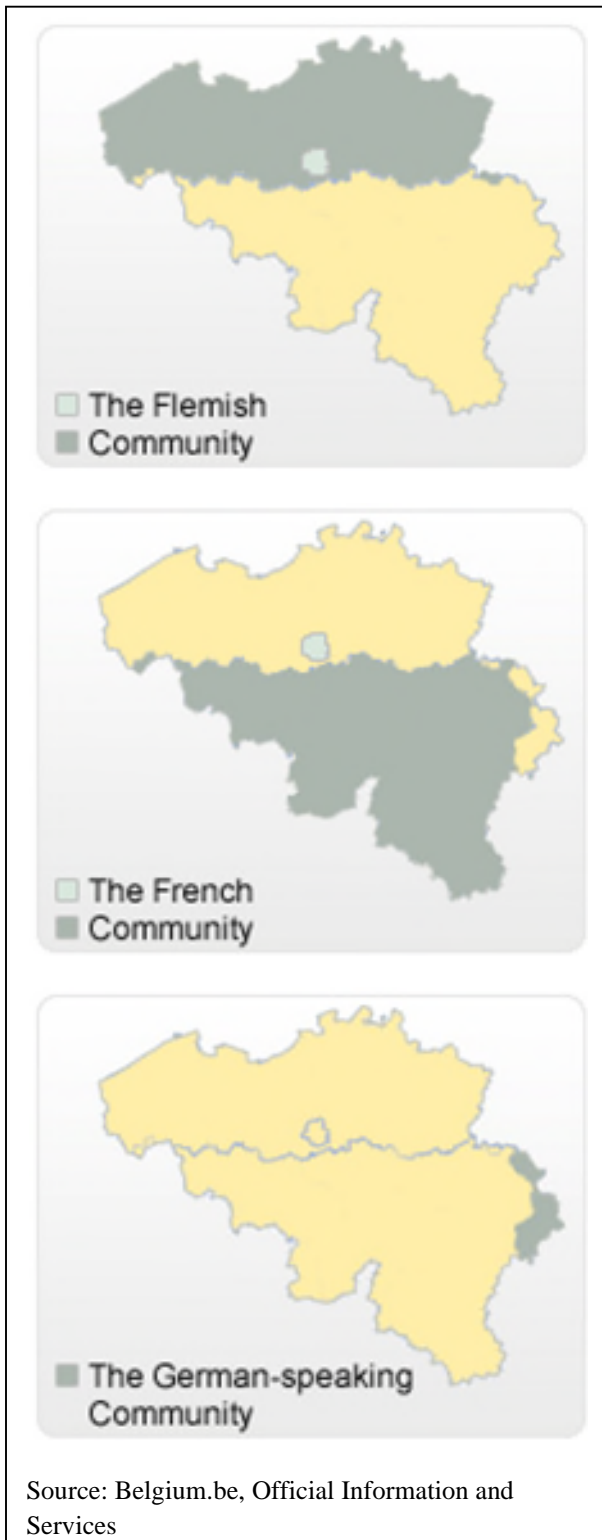 The Flemish
Community
The French
Community
The German-speaking
Community
Source: Belgium.be, Official Information and
Services